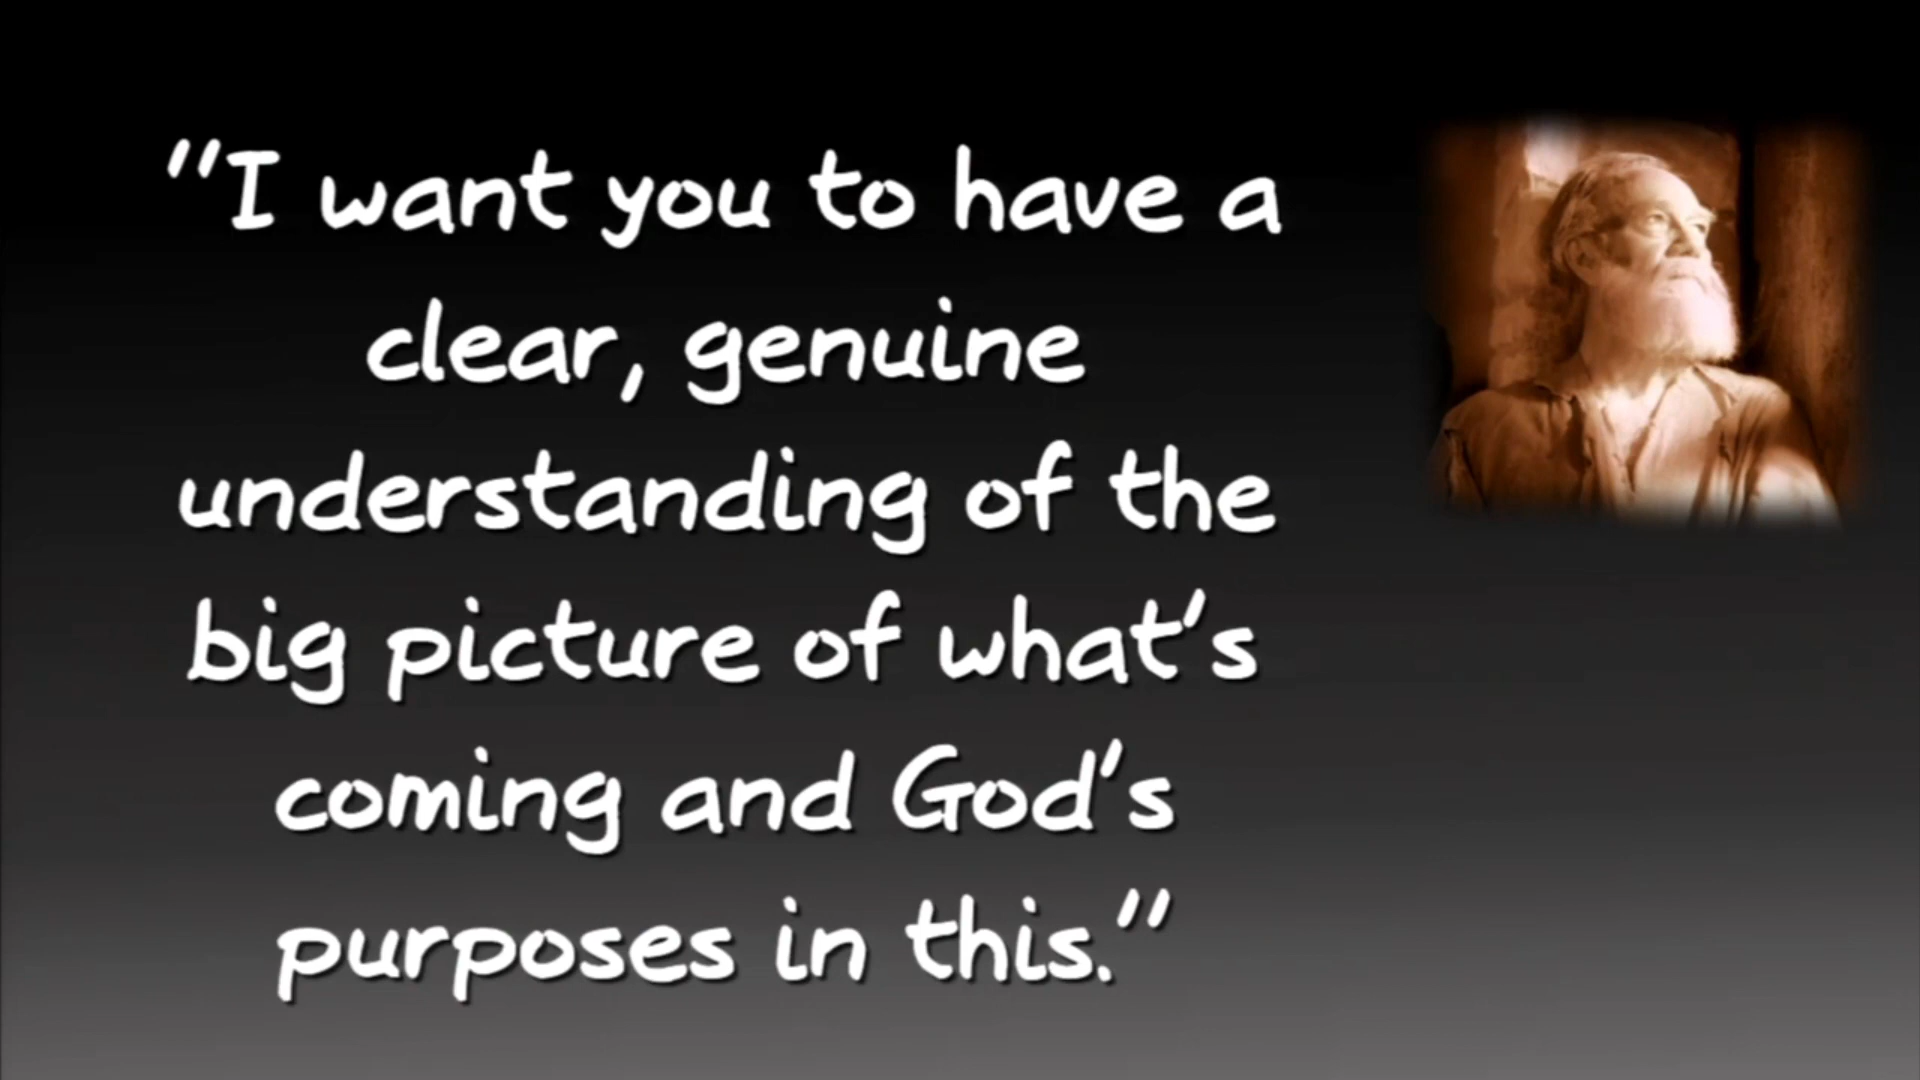 "I want you to have a
clear, genuine
understanding of the
big picture of what's
coming and God's
purposes in this."